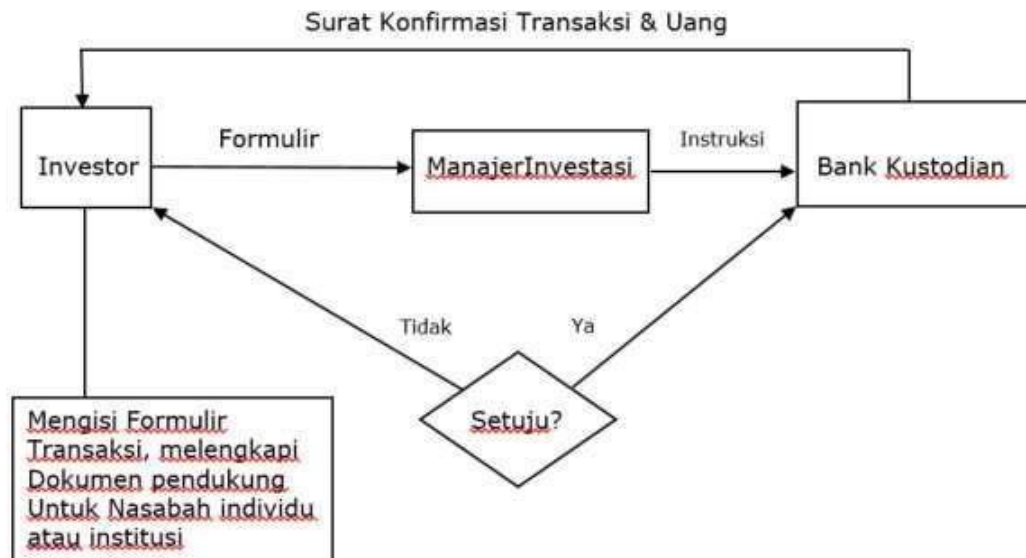 Surat Konfirmasi Transaksi & Uang
Investor
Formulir
ManajerInvestasi
Instruksi
Bank Kustodian
Tidak
Ya
Setuju?
Mengisi Formulir
Transaksi, melengkapi
Dokumen pendukung
Untuk Nasabah individu
atau institusi